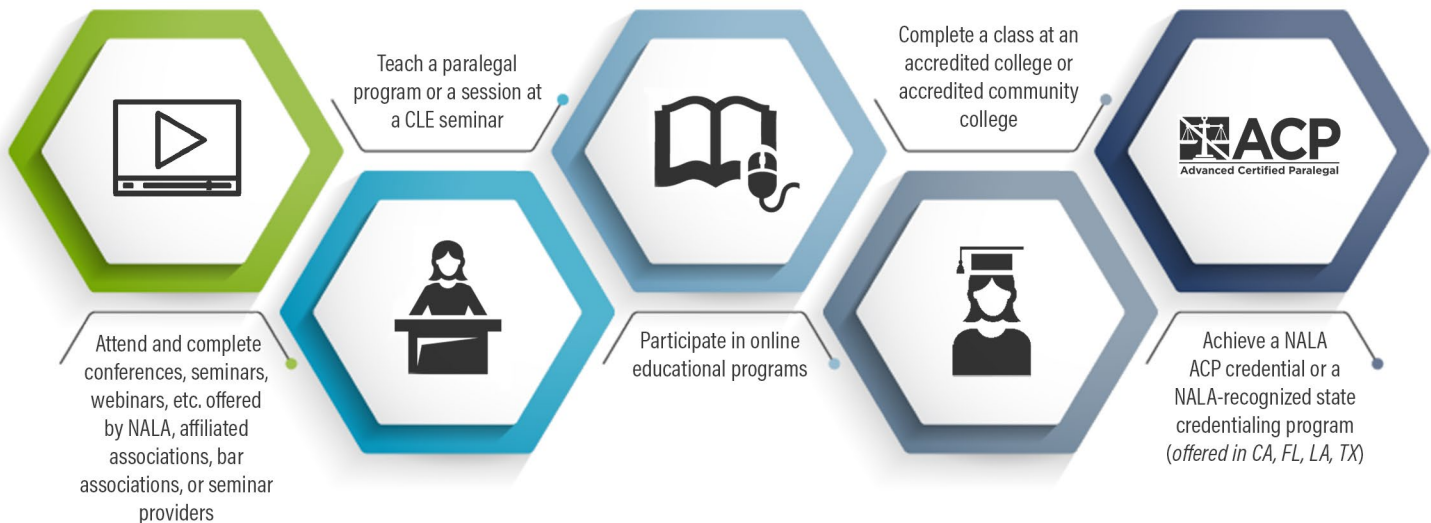 Attend and complete
conferences, seminars,
webinars, etc. offered
by NALA, affiliated
associations, bar
associations, or seminar
providers
Teach a paralegal
program or a session at
a CLE seminar
Participate in online
educational programs
Complete a class at an
accredited college or
accredited community
college
ACP
Advanced Certified Paralegal
Achieve a NALA
ACP credential or a
NALA-recognized state
credentialing program
(offered in CA, FL, LA, TX)